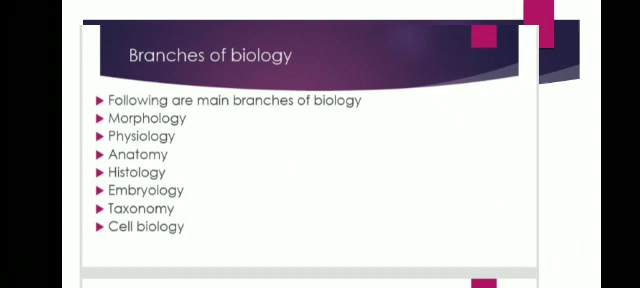 Branches of biology
Following are main branches of biology
Morphology
Physiology
Anatomy
Histology
Embryology
Taxonomy
Cell biology